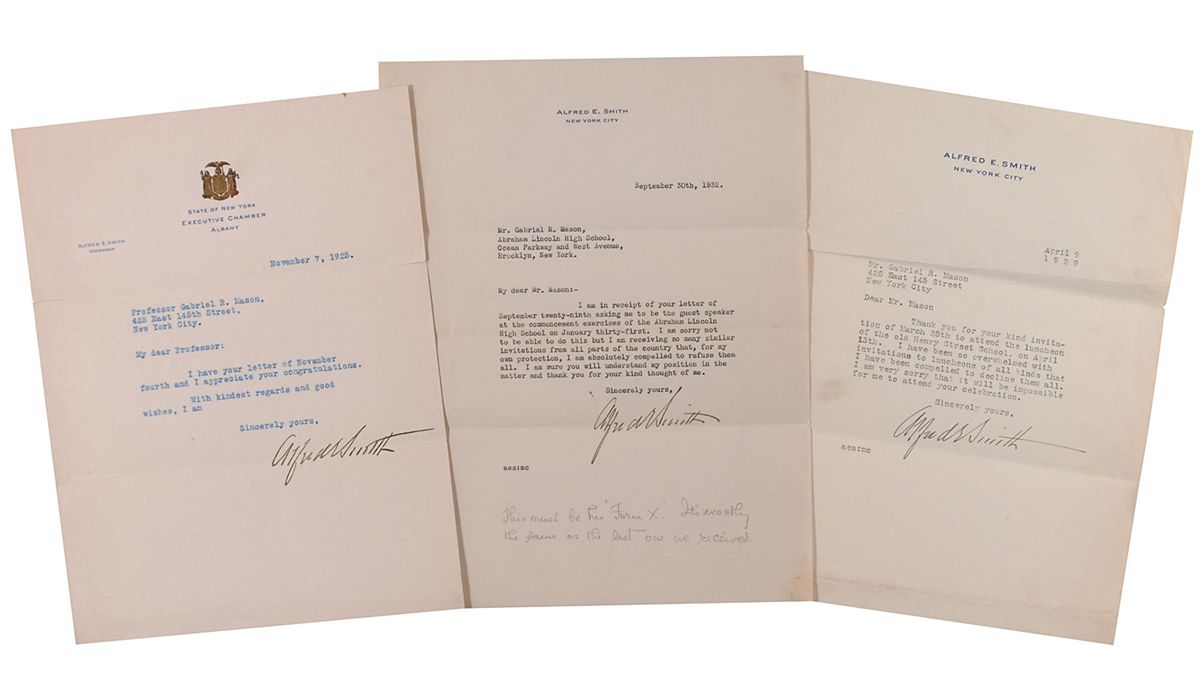 STATE OF NEW YORK
EXECUTIVE CHAMBER
ALBANY
ALFRED E. SMITH
GOVERNOR
November 7, 1925.
Professor Gabriel R. Mason,
425 East 145th Street,
New York City.
My dear Professor:
I have your letter of November
fourth and I appreciate your congratulations.
With kindest regards and good
wishes, I am
Sincerely yours,
Alfred E Smith
ALFRED E. SMITH
NEW YORK CITY
September 30th, 1932.
Mr. Gabriel R. Mason,
Abraham Lincoln High School,
Ocean Parkway and West Avenue,
Brooklyn, New York.
My dear Mr. Mason:-
I am in receipt of your letter of
September twenty-ninth asking me to be the guest speaker
at the commencement exercises of the Abraham Lincoln
High School on January thirty-first. I am sorry not
to be able to do this but I am receiving so many similar
invitations from all parts of the country that, for my
own protection, I am absolutely compelled to refuse them
all. I am sure you will understand my position in the
matter and thank you for your kind thought of me.
Sincerely yours,
Alfred E Smith
aes:mc
This must be his "Form X". It's exactly
the same as the last one we received.
ALFRED E. SMITH
NEW YORK CITY
April 9
1929
Mr. Gabriel R. Mason
425 East 145 Street
New York City
Dear Mr. Mason
Thank you for your kind invita-
tion of March 25th to attend the luncheon
of the old Henry Street School, on April
13th. I have been so overwhelmed with
invitations to luncheons of all kinds that
I have been compelled to decline them all.
I am very sorry that it will be impossible
for me to attend your celebration.
Sincerely yours,
Alfred E Smith
aes:mc